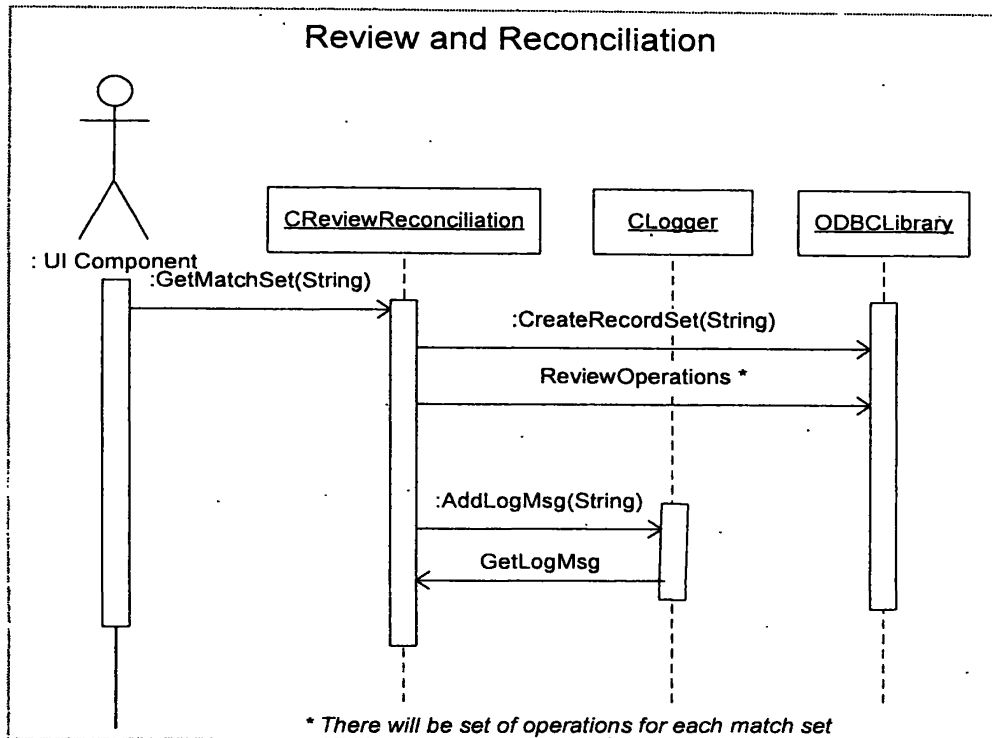 Review and Reconciliation
CReviewReconciliation
CLogger
ODBCLibrary
: UI Component
:GetMatchSet(String)
:CreateRecordSet(String)
ReviewOperations *
:AddLogMsg(String)
GetLogMsg
* There will be set of operations for each match set